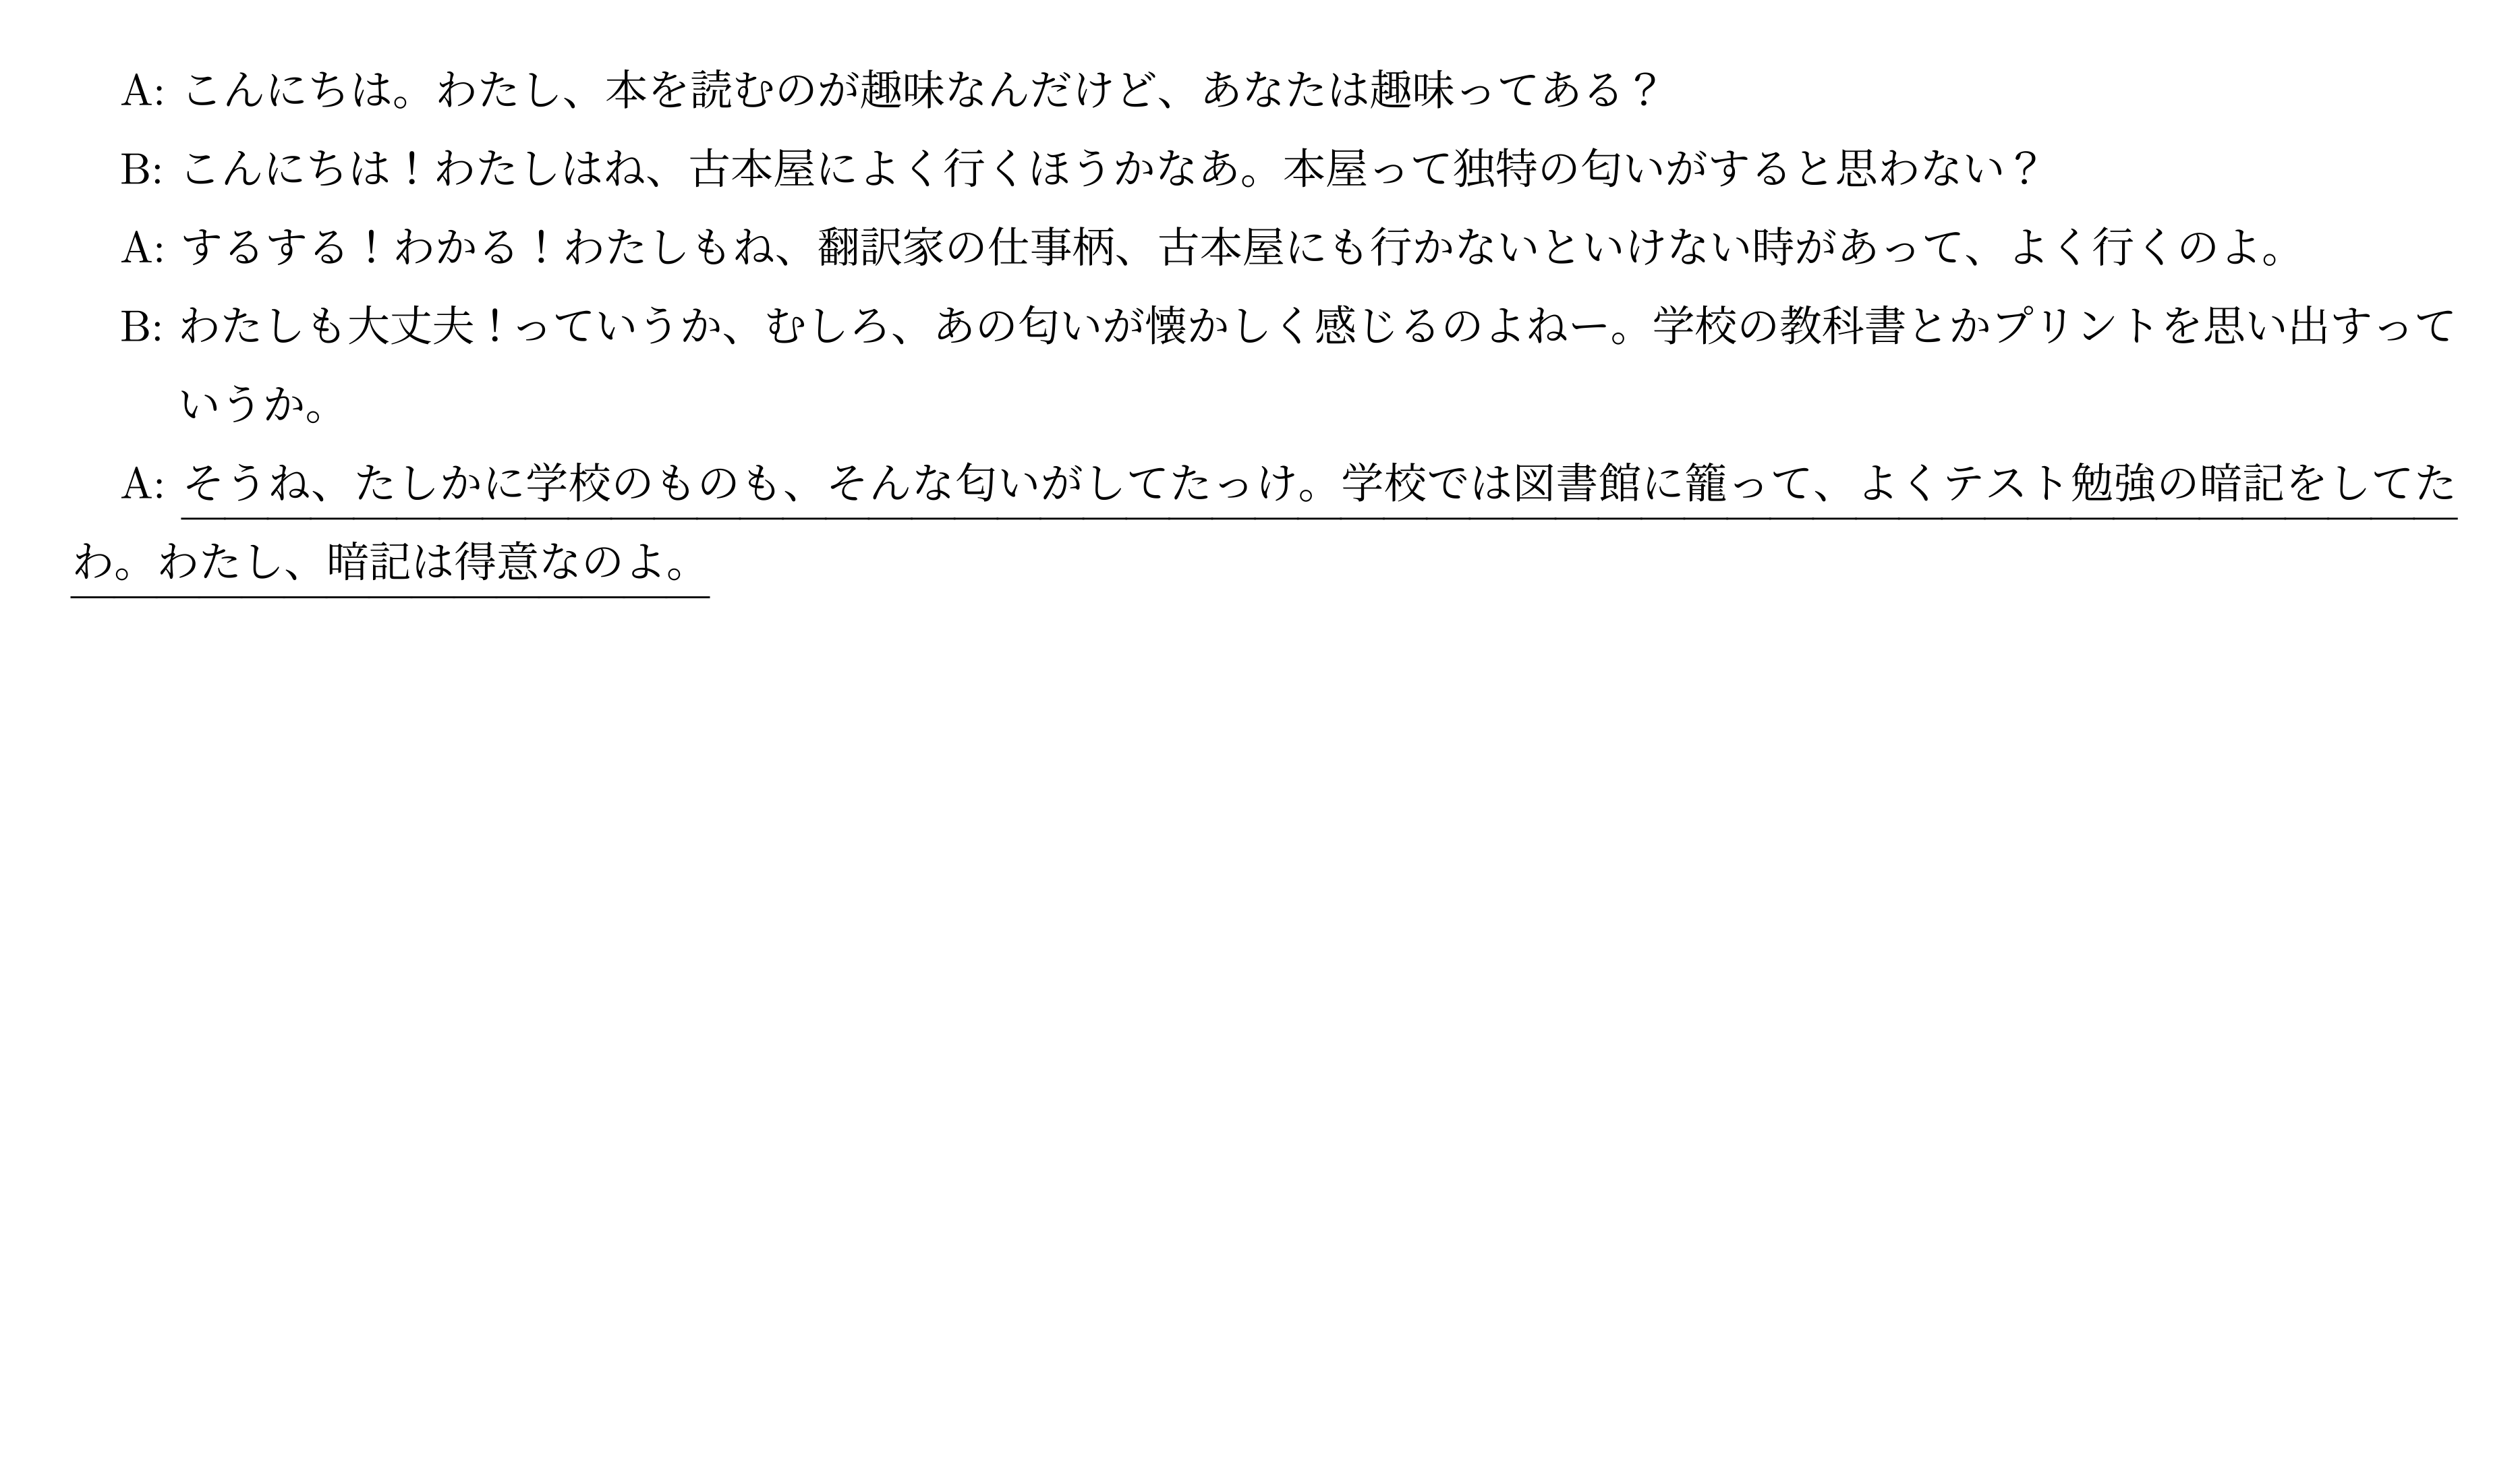 A: こんにちは。わたし、本を読むのが趣味なんだけど、あなたは趣味ってある？
B: こんにちは！わたしはね、古本屋によく行くほうかなあ。本屋って独特の匂いがすると思わない？
A: するする！わかる！わたしもね、翻訳家の仕事柄、古本屋にも行かないといけない時があって、よく行くのよ。
B: わたしも大丈夫！っていうか、むしろ、あの匂いが懐かしく感じるのよねー。学校の教科書とかプリントを思い出すって
いうか。
A: そうね、たしかに学校のものも、そんな匂いがしてたっけ。学校では図書館に籠って、よくテスト勉強の暗記をしてた
わ。わたし、暗記は得意なのよ。